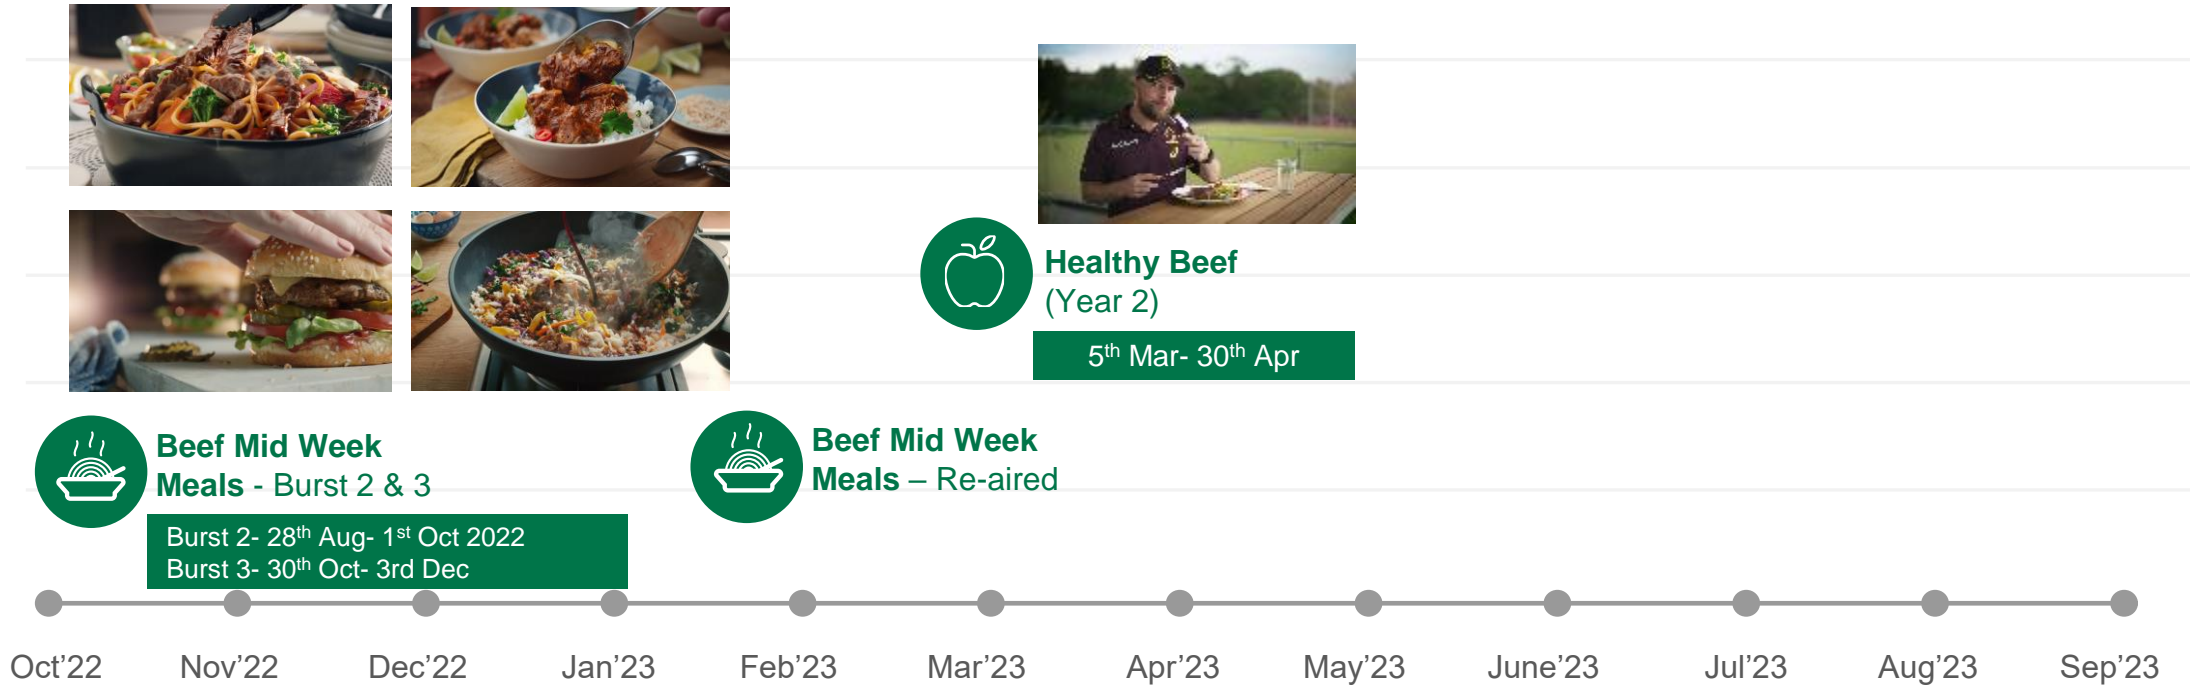 Healthy Beef
(Year 2)
5th Mar- 30th Apr
Beef Mid Week
Meals - Burst 2 & 3
Burst 2- 28th Aug- 1st Oct 2022
Burst 3- 30th Oct- 3rd Dec
Beef Mid Week
Meals – Re-aired
Oct’22 Nov’22 Dec’22 Jan’23 Feb’23 Mar’23 Apr’23 May’23 June’23 Jul’23 Aug’23 Sep’23